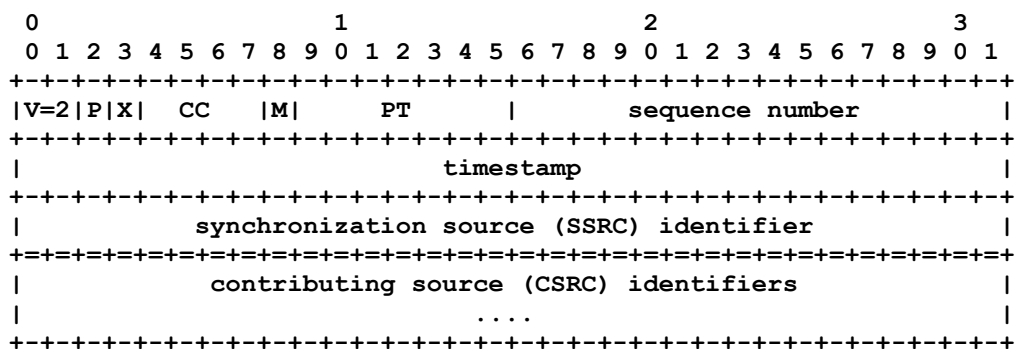 0                   1                   2                   3
0 1 2 3 4 5 6 7 8 9 0 1 2 3 4 5 6 7 8 9 0 1 2 3 4 5 6 7 8 9 0 1
+-+-+-+-+-+-+-+-+-+-+-+-+-+-+-+-+-+-+-+-+-+-+-+-+-+-+-+-+-+-+-+-+
|V=2|P|X|  CC   |M|     PT      |       sequence number         |
+-+-+-+-+-+-+-+-+-+-+-+-+-+-+-+-+-+-+-+-+-+-+-+-+-+-+-+-+-+-+-+-+
|                           timestamp                           |
+-+-+-+-+-+-+-+-+-+-+-+-+-+-+-+-+-+-+-+-+-+-+-+-+-+-+-+-+-+-+-+-+
|           synchronization source (SSRC) identifier            |
+=+=+=+=+=+=+=+=+=+=+=+=+=+=+=+=+=+=+=+=+=+=+=+=+=+=+=+=+=+=+=+=+
|            contributing source (CSRC) identifiers             |
|                             ....                              |
+-+-+-+-+-+-+-+-+-+-+-+-+-+-+-+-+-+-+-+-+-+-+-+-+-+-+-+-+-+-+-+-+